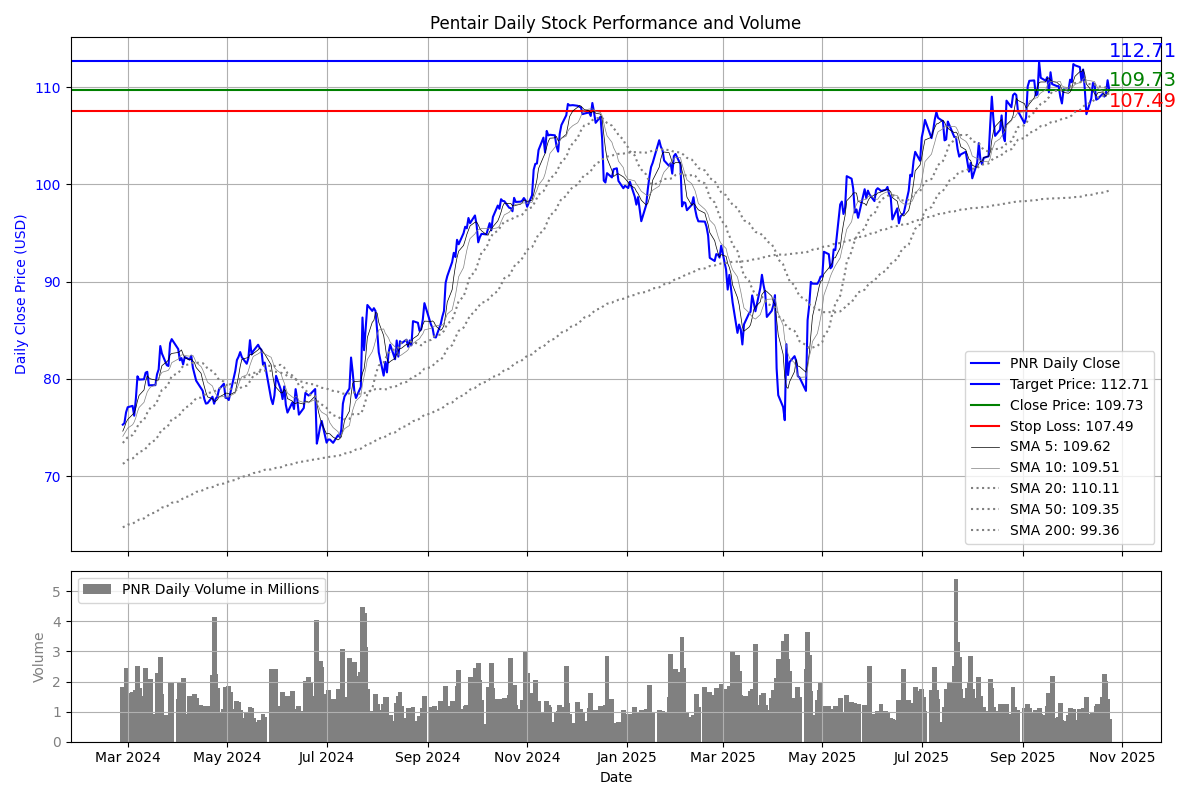 Pentair Daily Stock Performance and Volume
112.71
109.73
107.49
Daily Close Price (USD)
110
100
90
80
70
PNR Daily Close
Target Price: 112.71
Close Price: 109.73
Stop Loss: 107.49
SMA 5: 109.62
SMA 10: 109.51
SMA 20: 110.11
SMA 50: 109.35
SMA 200: 99.36
PNR Daily Volume in Millions
Volume
5
4
3
2
1
0
Mar 2024
May 2024
Jul 2024
Sep 2024
Nov 2024
Jan 2025
Mar 2025
May 2025
Jul 2025
Sep 2025
Nov 2025
Date